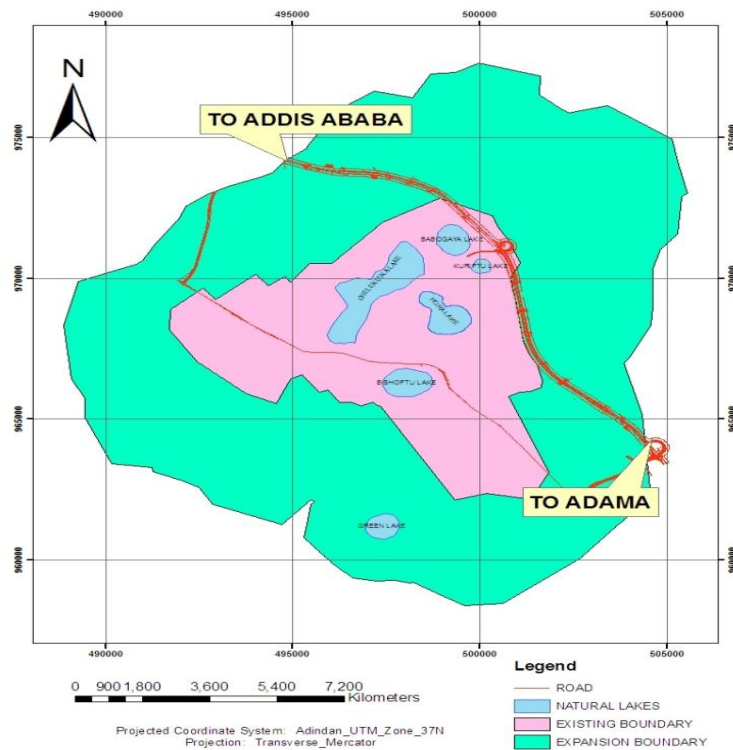 490000 495000 500000 505000
N
TO ADDIS ABABA
975000 975000
BABOGAYA LAKE
KURIFTU LAKE
970000 970000
HORA LAKE
BISHOFTU LAKE
965000 965000
TO ADAMA
GREEN LAKE
960000 960000
490000 495000 500000 505000
0 900 1,800 3,600 5,400 7,200
Kilometers
Projected Coordinate System: Adindan_UTM_Zone_37N
Projection: Transverse_Mercator
Legend
ROAD
NATURAL LAKES
EXISTING BOUNDARY
EXPANSION BOUNDARY